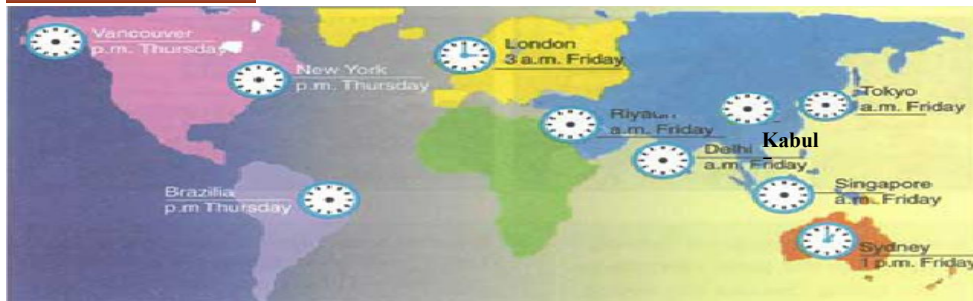 Vancouver
p.m. Thursday
New York
p.m. Thursday
London
3 a.m. Friday
Tokyo
a.m. Friday
a.m. Friday
Kabul
Delhi
a.m. Friday
Brazilia
p.m Thursday
Singapore
a.m. Friday
Sydney
1 p.m. Friday